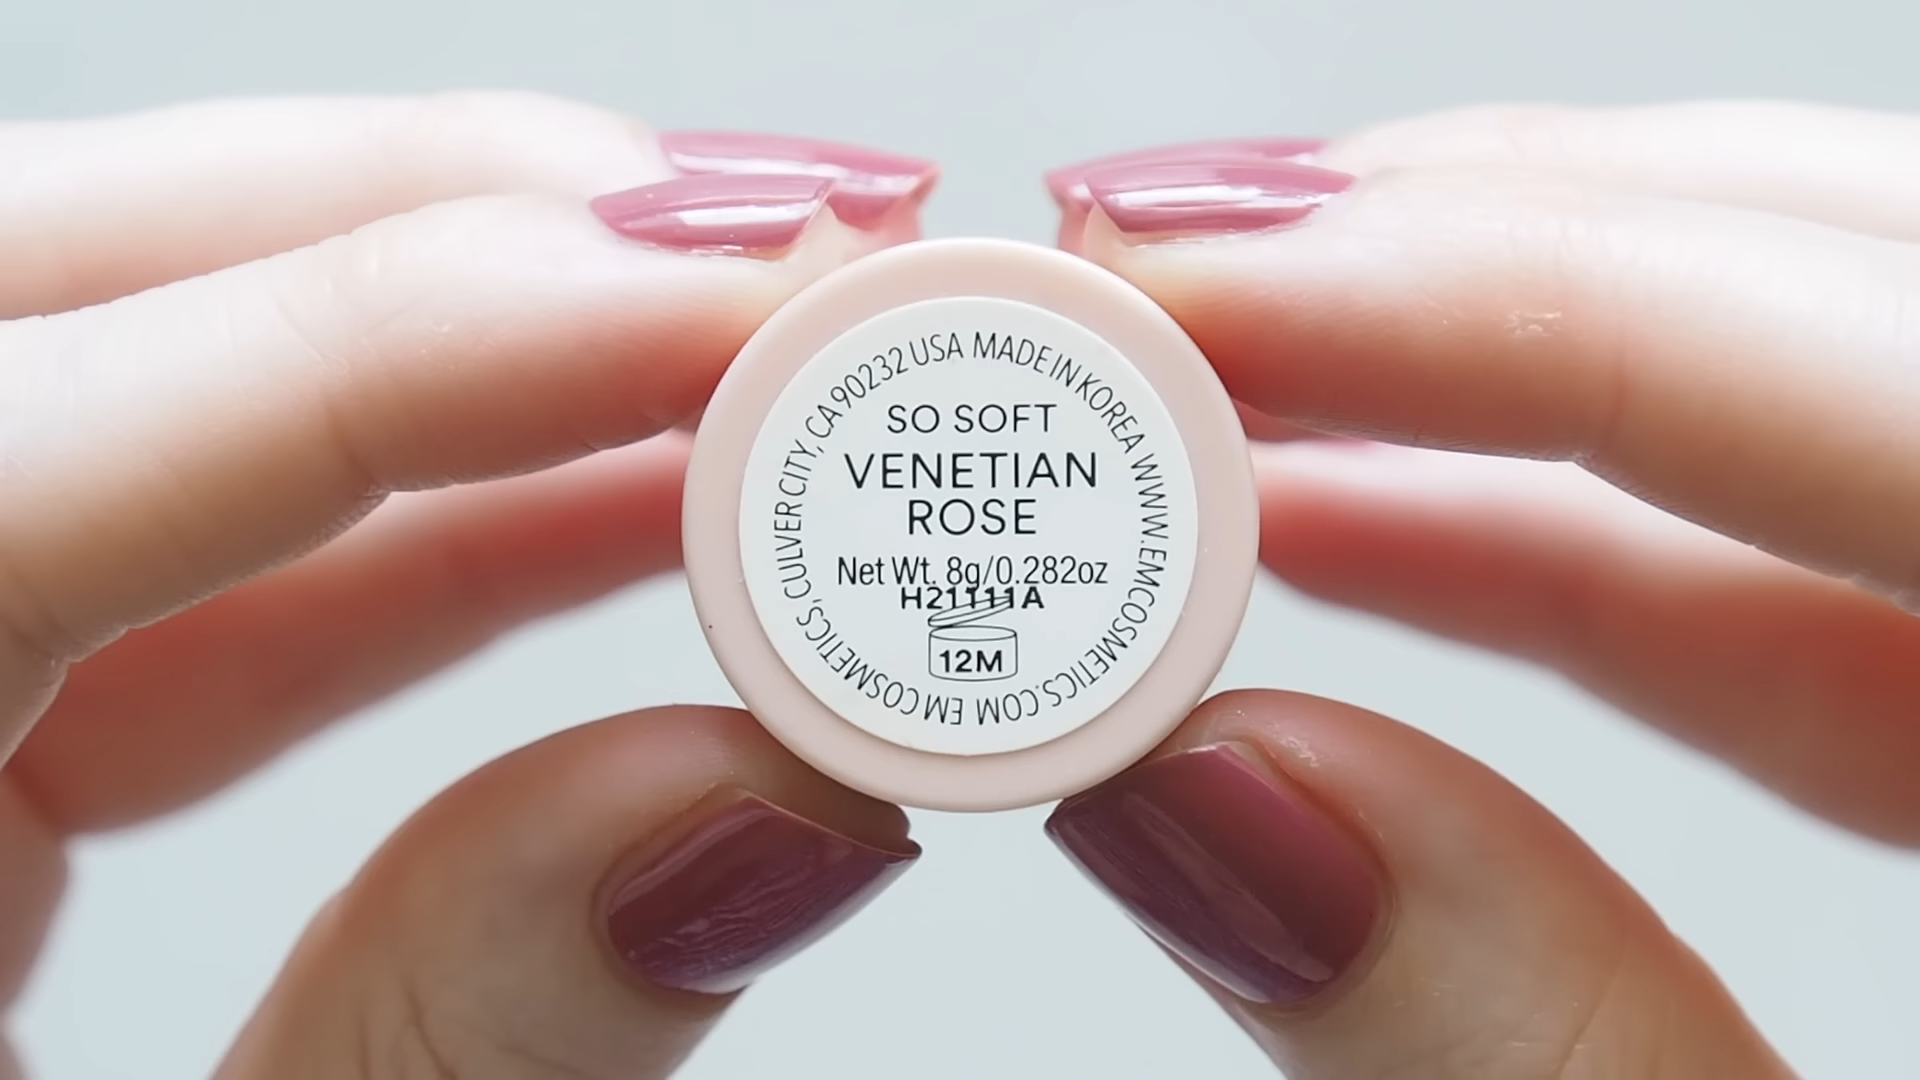 SO SOFT
VENETIAN
ROSE
Net Wt. 8g/0.282oz
H21111A
12M
EM COSMETICS, CULVER CITY, CA 90232 USA MADE IN KOREA WWW.EMCOSMETICS.COM